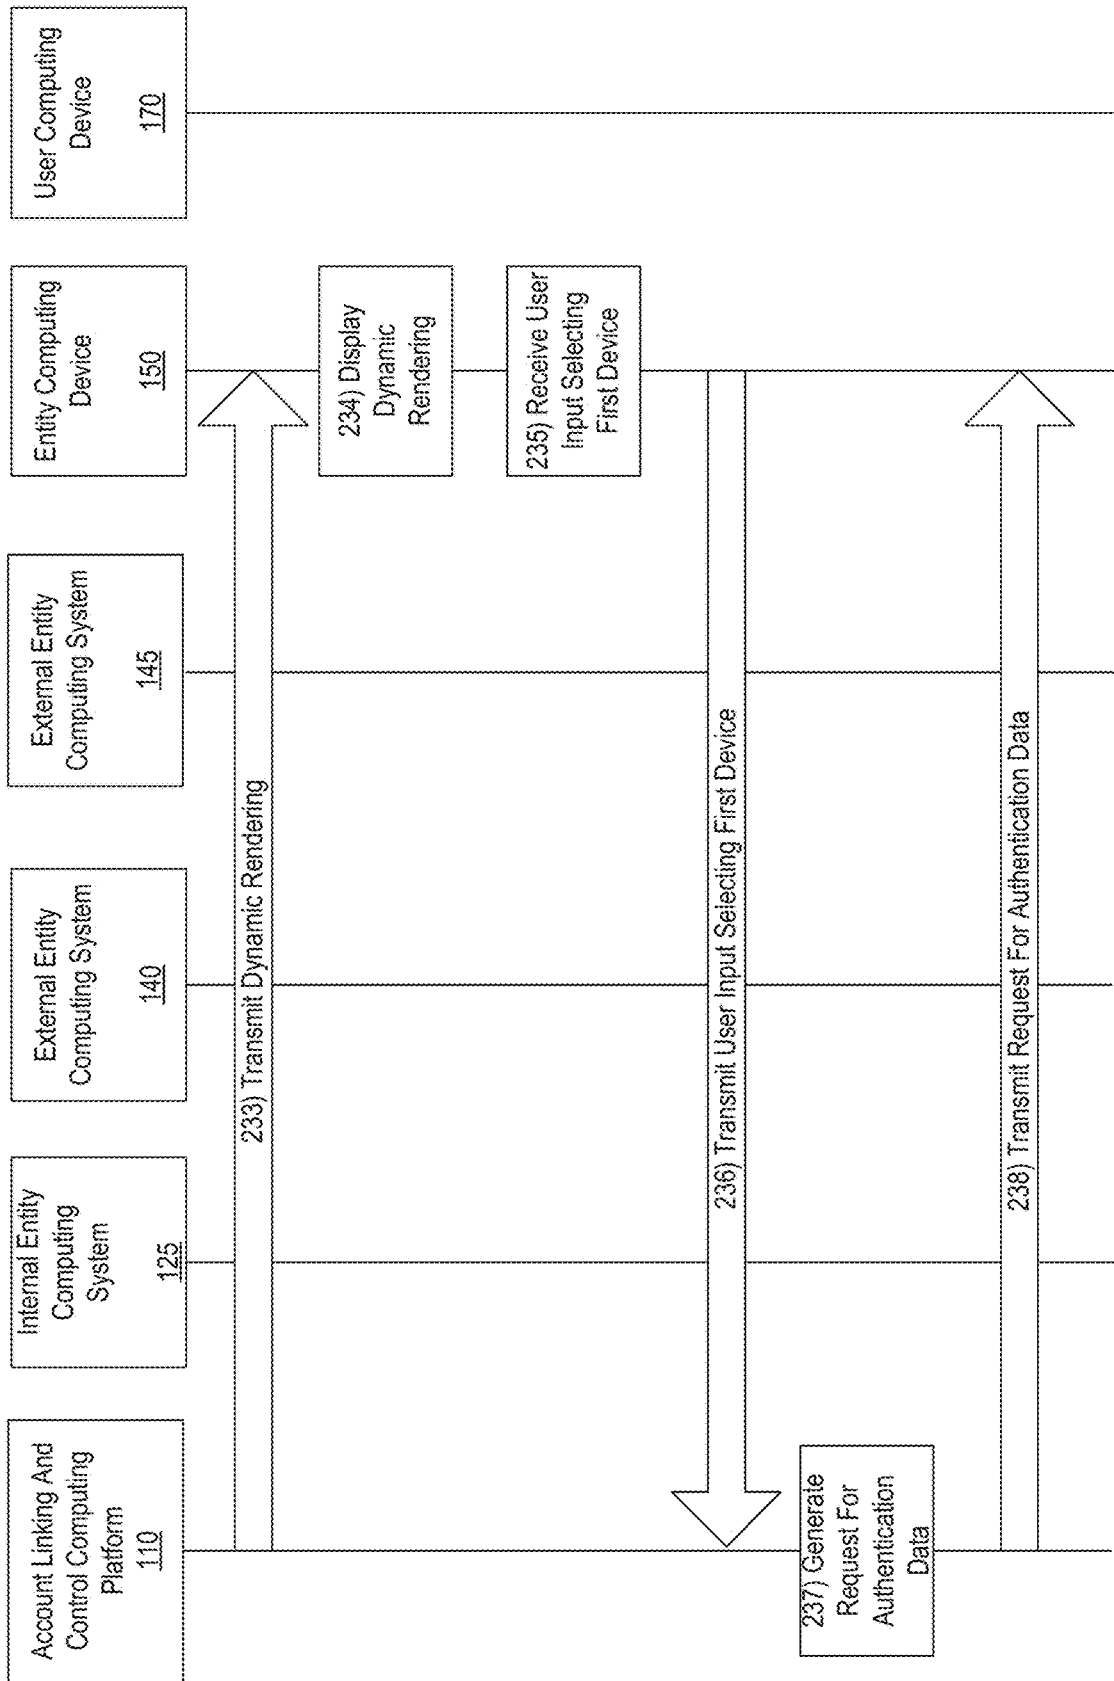 Account Linking And
Control Computing
Platform
110
Internal Entity
Computing
System
125
External Entity
Computing System
140
External Entity
Computing System
145
Entity Computing
Device
150
User Computing
Device
170
233) Transmit Dynamic Rendering
234) Display
Dynamic
Rendering
235) Receive User
Input Selecting
First Device
236) Transmit User Input Selecting First Device
237) Generate
Request For
Authentication
Data
238) Transmit Request For Authentication Data